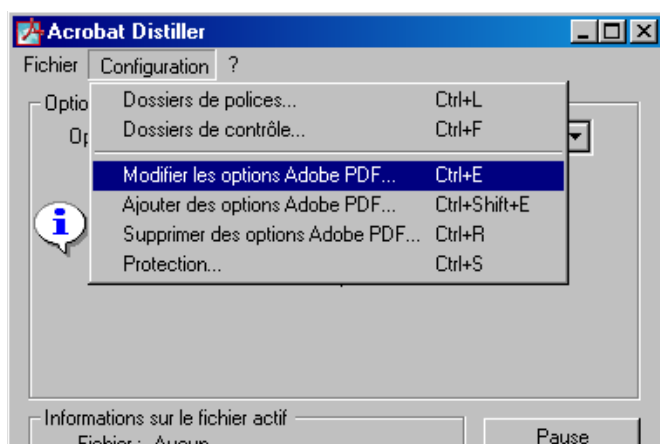 Acrobat Distiller
Fichier Configuration ?
Dossiers de polices... Ctrl+L
Dossiers de contrôle... Ctrl+F
Modifier les options Adobe PDF... Ctrl+E
Ajouter des options Adobe PDF... Ctrl+Shift+E
Supprimer des options Adobe PDF... Ctrl+R
Protection... Ctrl+S
Informations sur le fichier actif
Fichier : Aucun
Pause